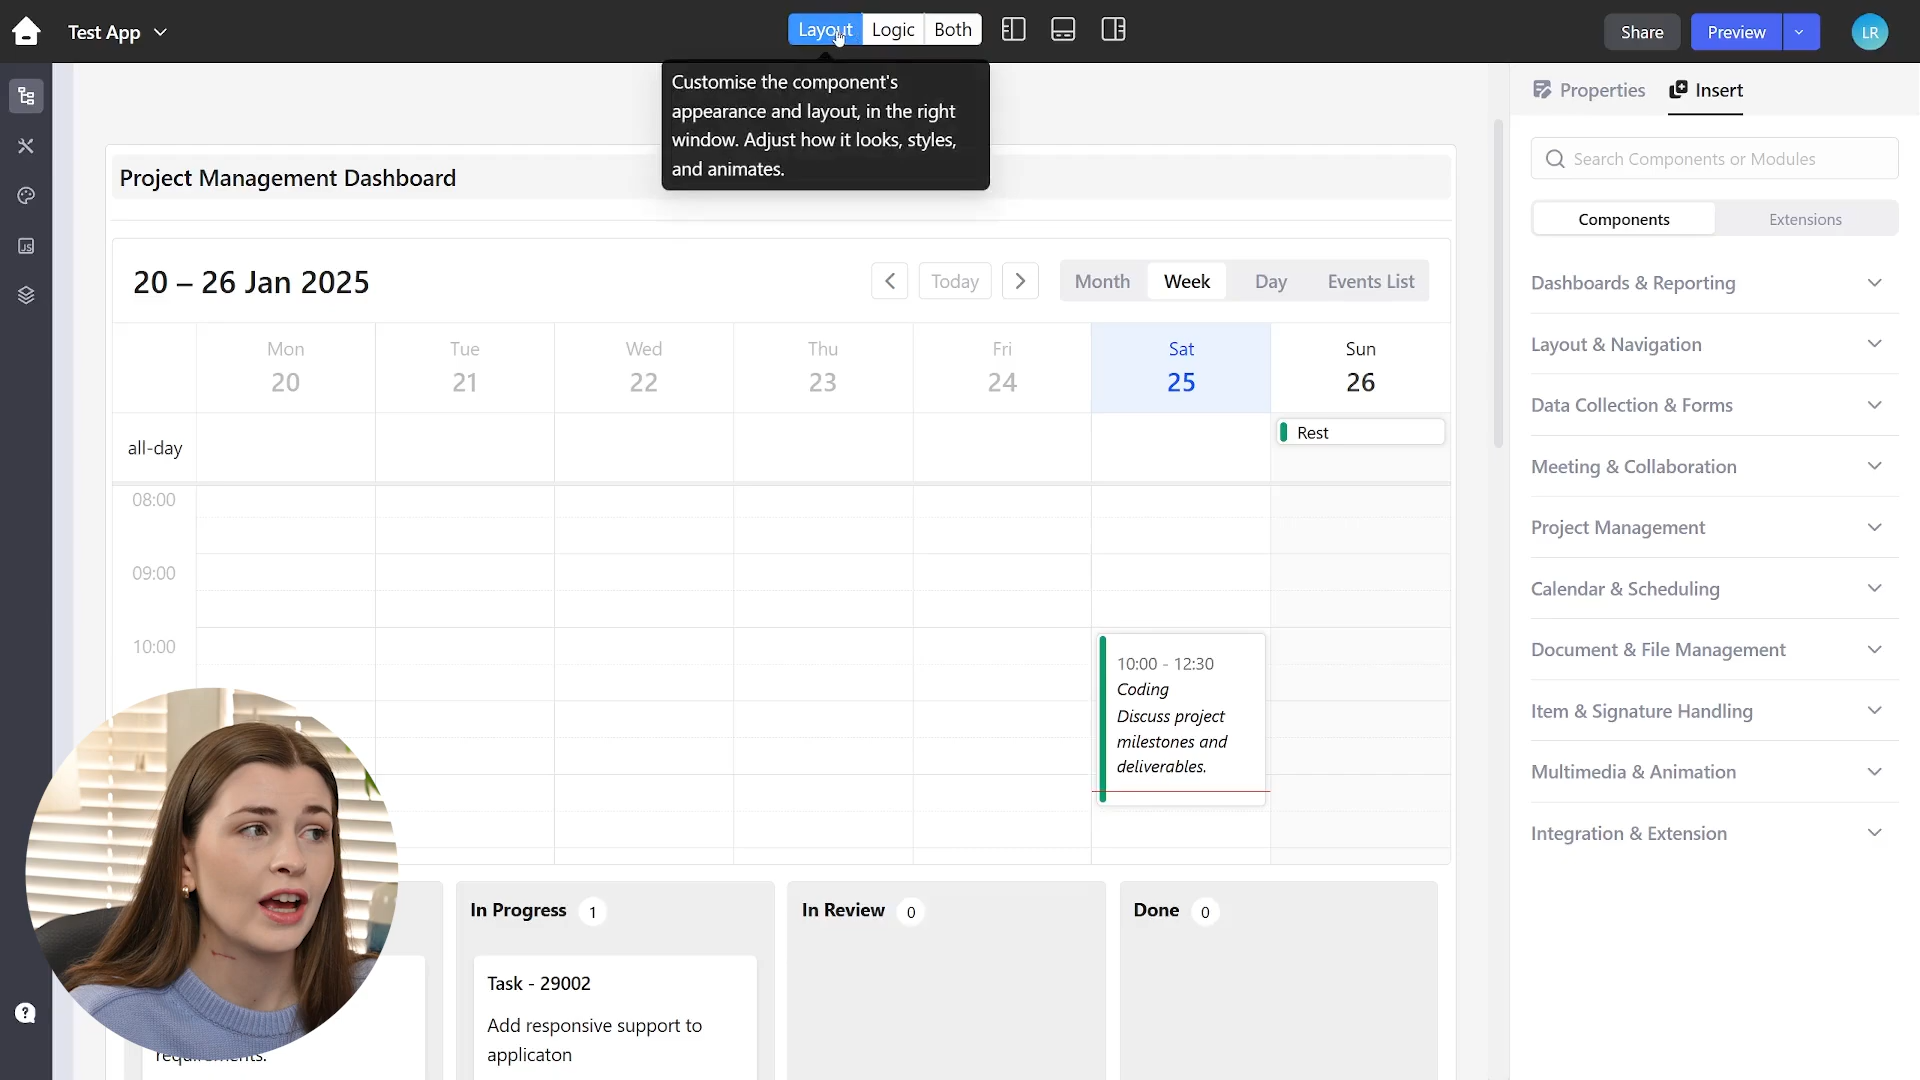 Test App
Layout
Logic
Both
Share
Preview
LR
Customise the component's
appearance and layout, in the right
window. Adjust how it looks, styles,
and animates.
Properties
Insert
Search Components or Modules
Components
Extensions
Dashboards & Reporting
Layout & Navigation
Data Collection & Forms
Meeting & Collaboration
Project Management
Calendar & Scheduling
Document & File Management
Item & Signature Handling
Multimedia & Animation
Integration & Extension
JS
Project Management Dashboard
20 – 26 Jan 2025
Today
Month
Week
Day
Events List
Mon
20
Tue
21
Wed
22
Thu
23
Fri
24
Sat
25
Sun
26
all-day
Rest
08:00
09:00
10:00
10:00 - 12:30
Coding
Discuss project
milestones and
deliverables.
In Progress 1
In Review 0
Done 0
Task - 29002
Add responsive support to
applicaton
requirements.
?